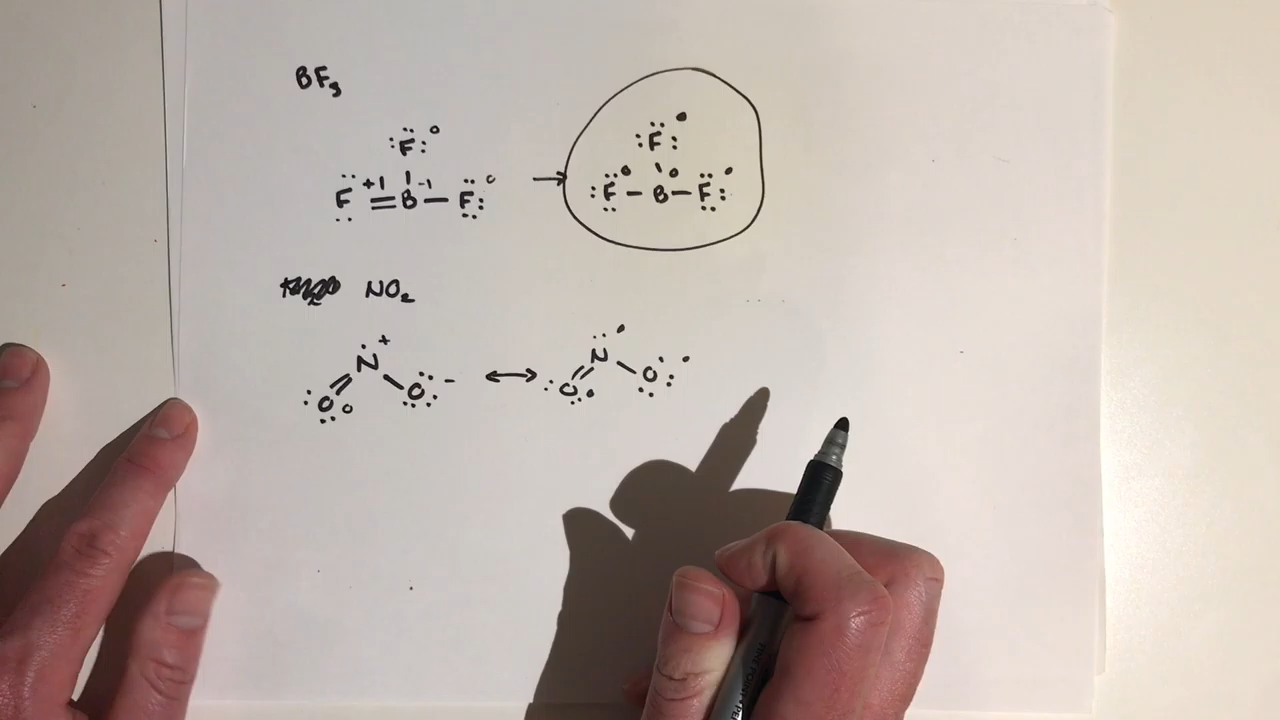 BF₃
F
F +1 = B -1 — F → F — B — F
F
NO₂
N + N
O O - ↔ O O